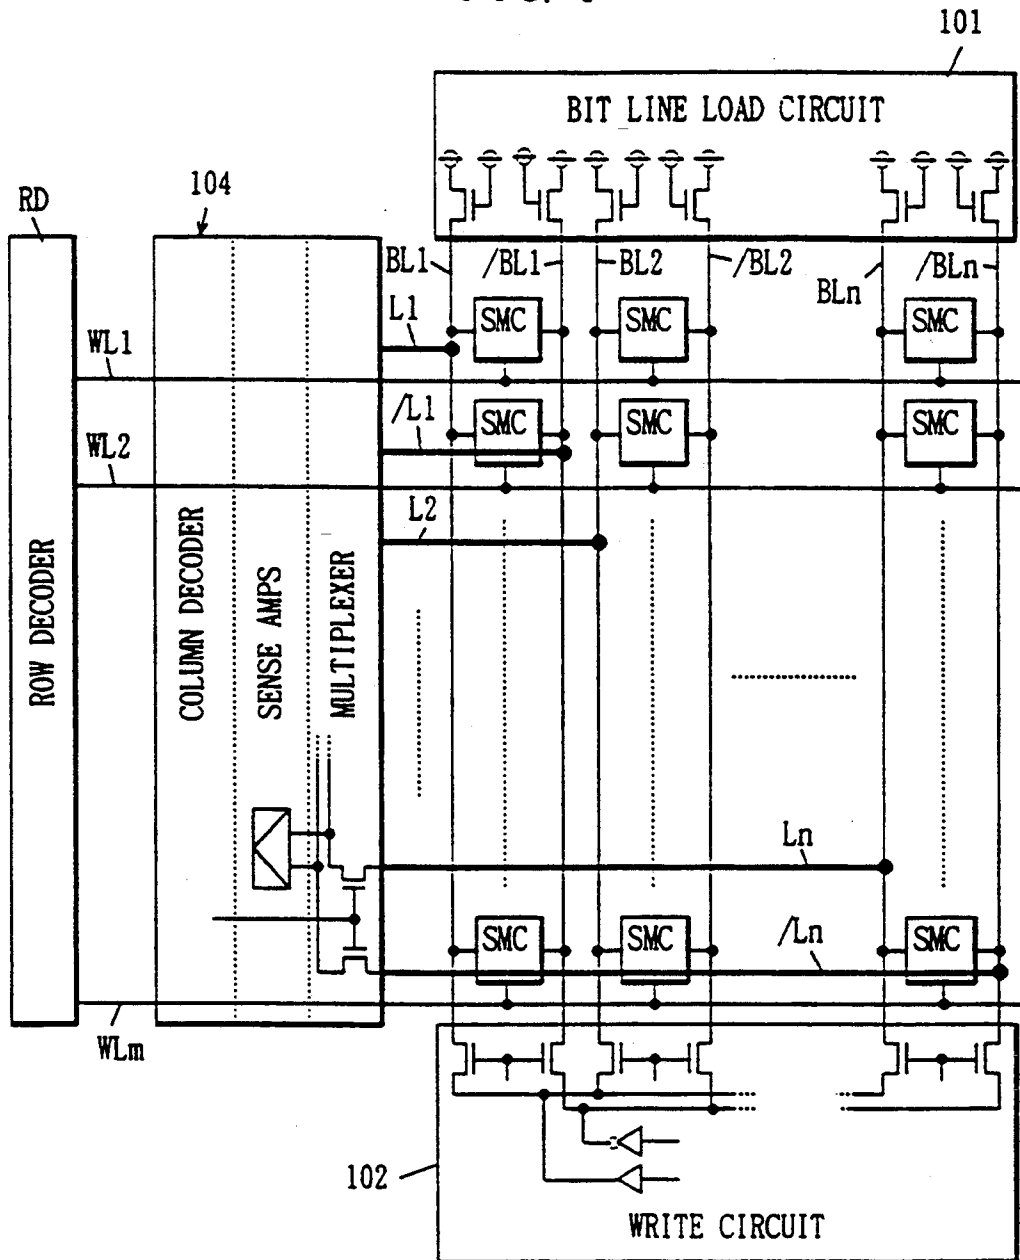 101
BIT LINE LOAD CIRCUIT
RD
104
BL1
/BL1
BL2
/BL2
BLn
/BLn
L1
SMC
SMC
SMC
WL1
/L1
SMC
SMC
SMC
WL2
L2
ROW DECODER
COLUMN DECODER
SENSE AMPS
MULTIPLEXER
Ln
/Ln
SMC
SMC
SMC
WLm
102
WRITE CIRCUIT